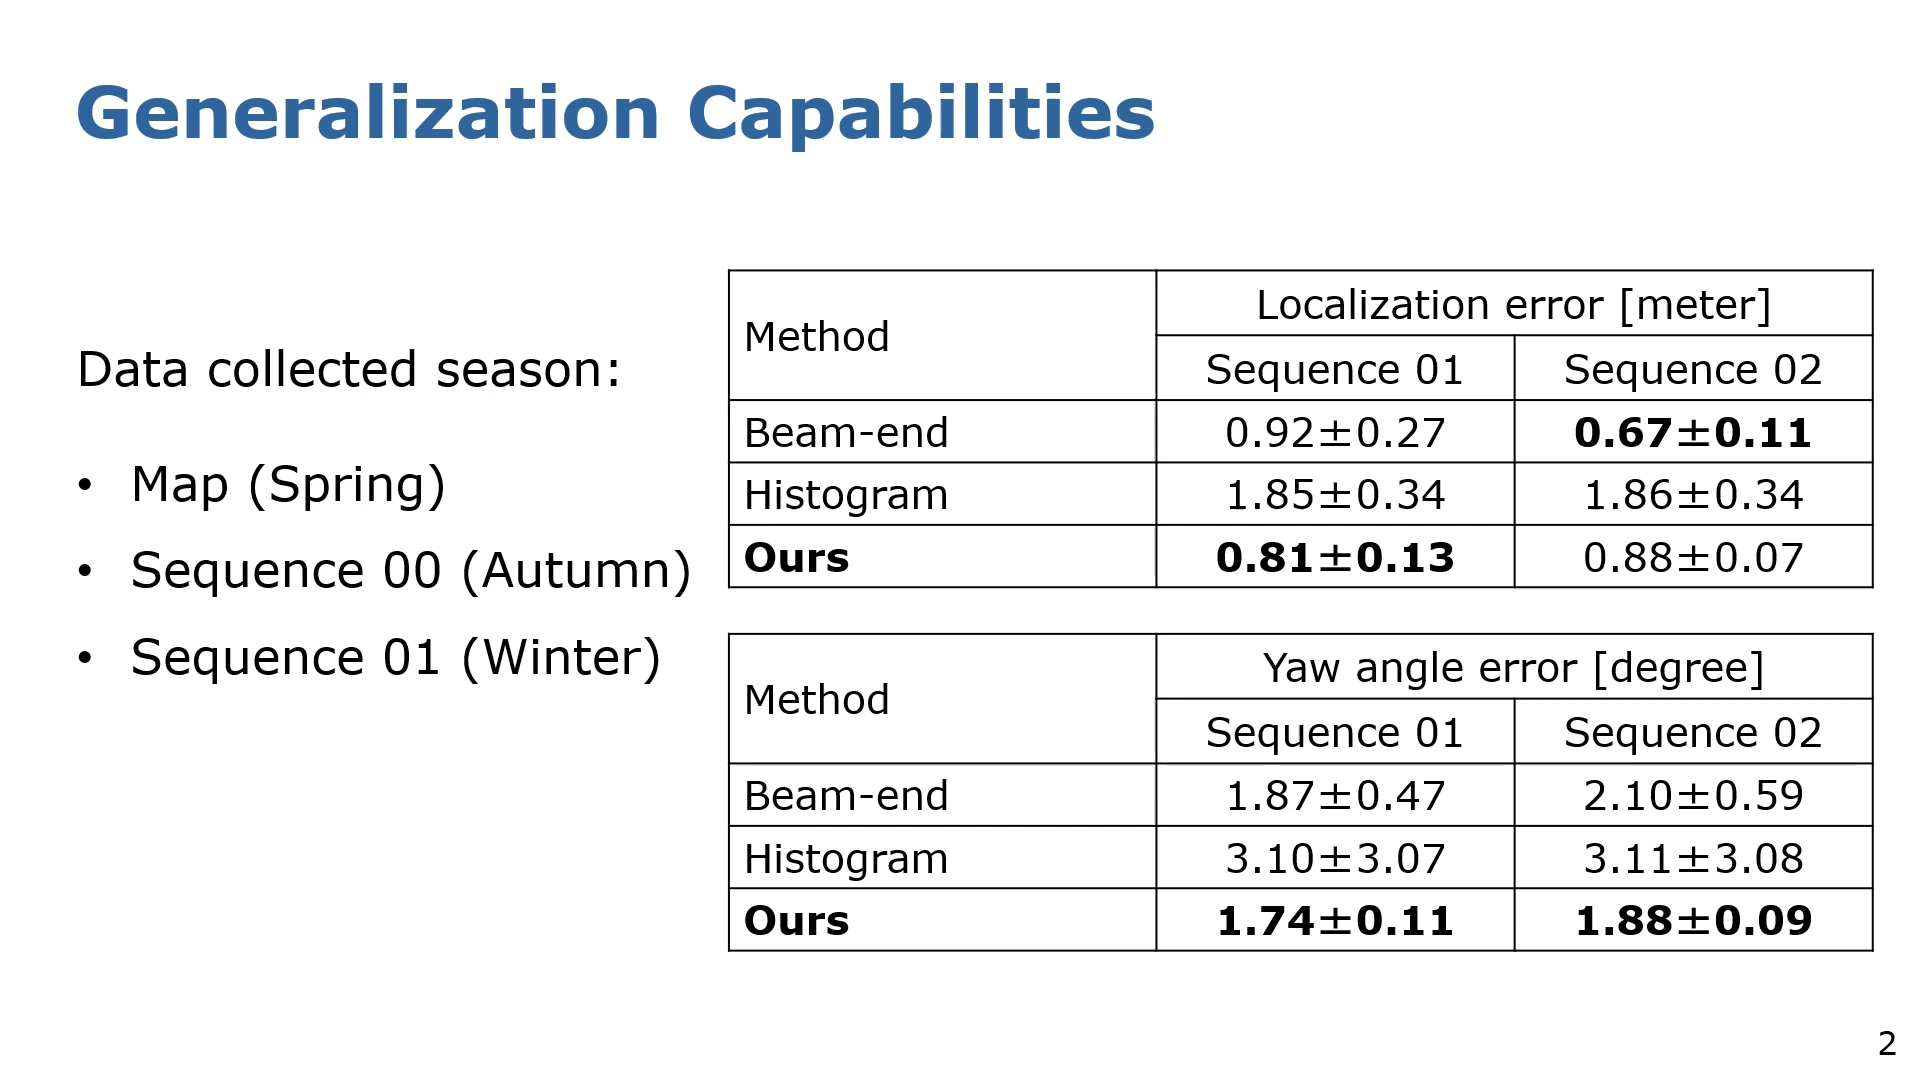 Generalization Capabilities
Data collected season:
• Map (Spring)
• Sequence 00 (Autumn)
• Sequence 01 (Winter)
Method Localization error [meter]
Sequence 01 Sequence 02
Beam-end 0.92±0.27 0.67±0.11
Histogram 1.85±0.34 1.86±0.34
Ours 0.81±0.13 0.88±0.07
Method Yaw angle error [degree]
Sequence 01 Sequence 02
Beam-end 1.87±0.47 2.10±0.59
Histogram 3.10±3.07 3.11±3.08
Ours 1.74±0.11 1.88±0.09
2